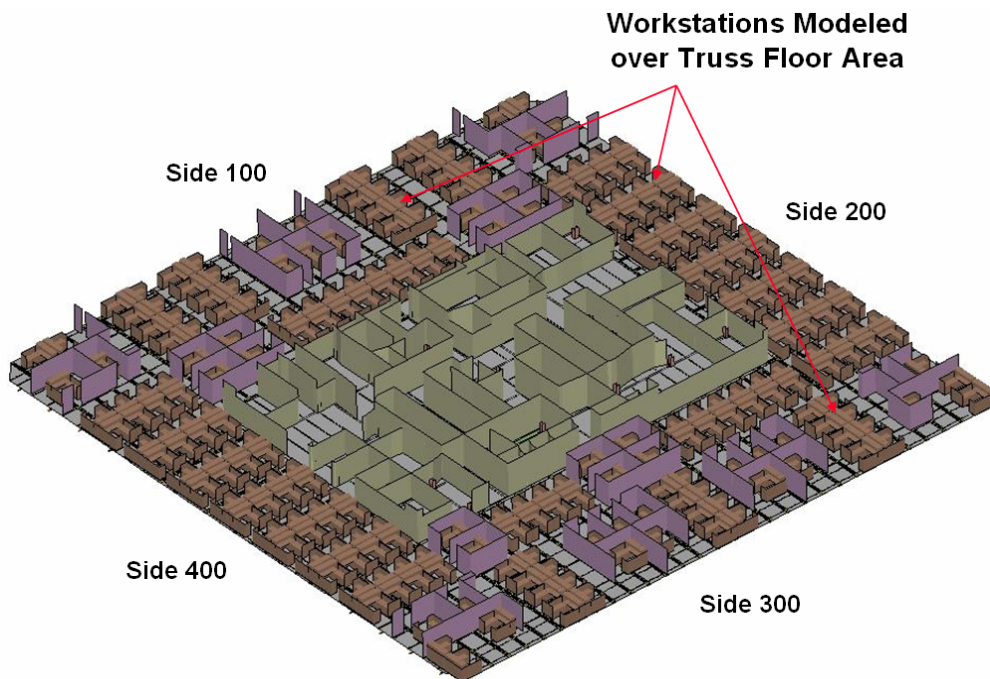 Workstations Modeled
over Truss Floor Area
Side 100
Side 200
Side 400
Side 300